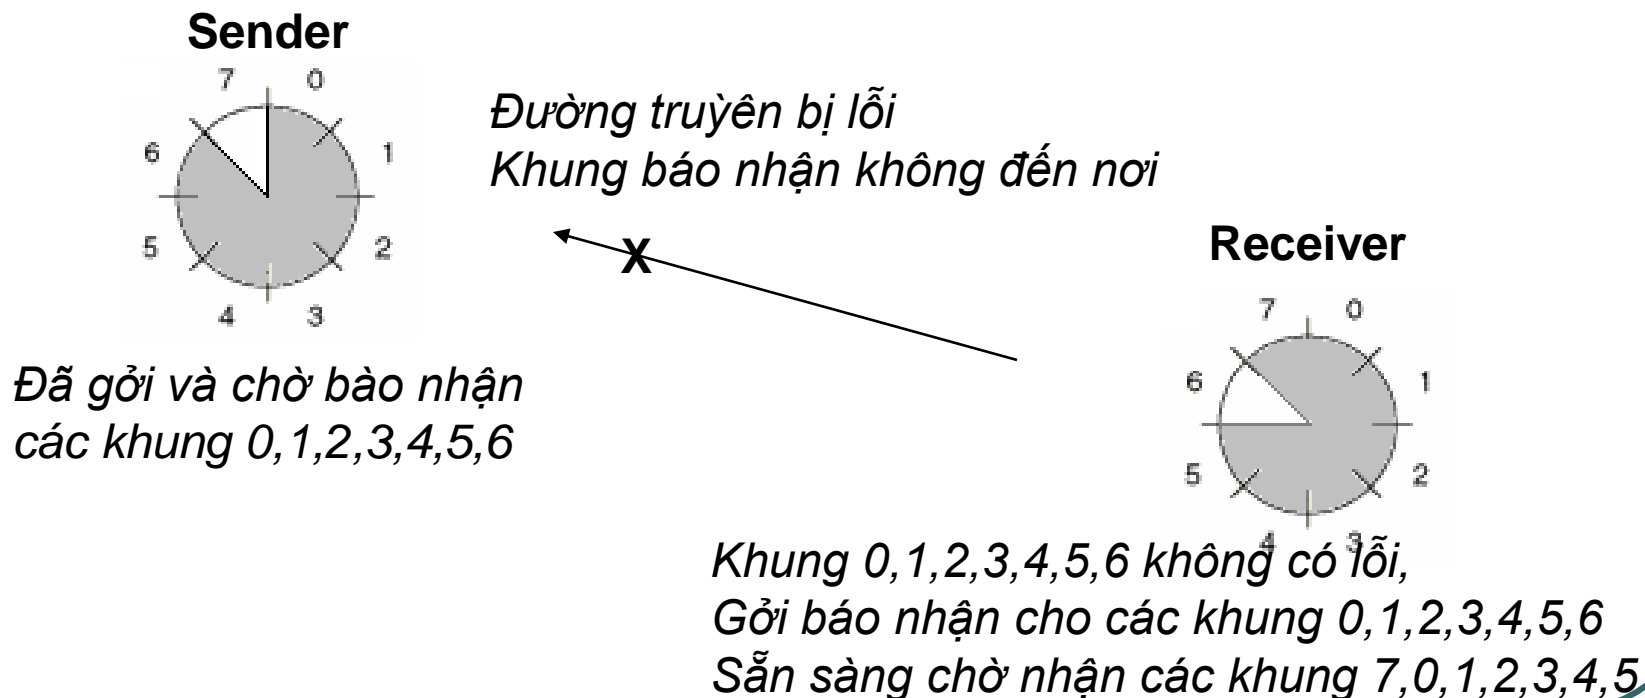 Sender
7 0
6 1
5 2
4 3
Đường truỳên bị lỗi
Khung báo nhận không đến nơi
X
Đã gởi và chờ bào nhận
các khung 0,1,2,3,4,5,6
Receiver
7 0
6 1
5 2
4 3
Khung 0,1,2,3,4,5,6 không có lỗi,
Gởi báo nhận cho các khung 0,1,2,3,4,5,6
Sẵn sàng chờ nhận các khung 7,0,1,2,3,4,5